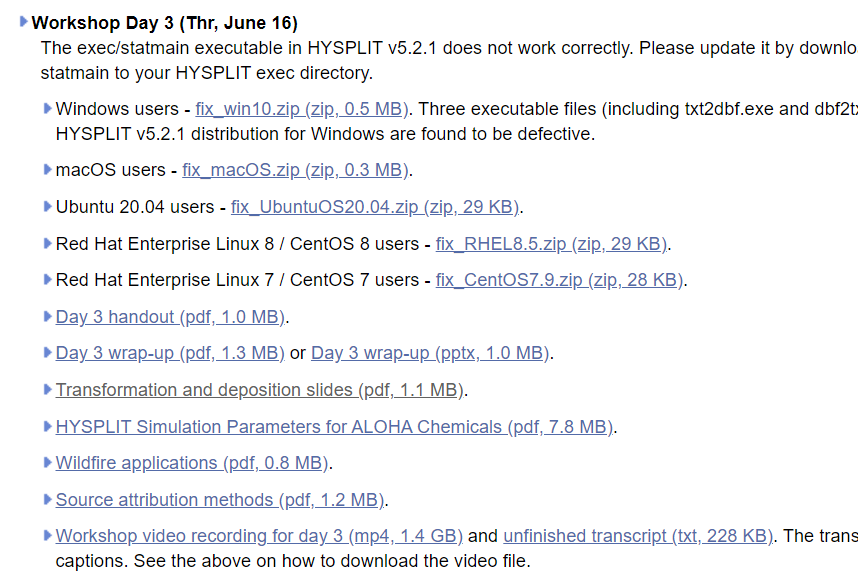 Workshop Day 3 (Thr, June 16)
The exec/statmain executable in HYSPLIT v5.2.1 does not work correctly. Please update it by downlo
statmain to your HYSPLIT exec directory.
Windows users - fix_win10.zip (zip, 0.5 MB). Three executable files (including txt2dbf.exe and dbf2tx
HYSPLIT v5.2.1 distribution for Windows are found to be defective.
macOS users - fix_macOS.zip (zip, 0.3 MB).
Ubuntu 20.04 users - fix_UbuntuOS20.04.zip (zip, 29 KB).
Red Hat Enterprise Linux 8 / CentOS 8 users - fix_RHEL8.5.zip (zip, 29 KB).
Red Hat Enterprise Linux 7 / CentOS 7 users - fix_CentOS7.9.zip (zip, 28 KB).
Day 3 handout (pdf, 1.0 MB).
Day 3 wrap-up (pdf, 1.3 MB) or Day 3 wrap-up (pptx, 1.0 MB).
Transformation and deposition slides (pdf, 1.1 MB).
HYSPLIT Simulation Parameters for ALOHA Chemicals (pdf, 7.8 MB).
Wildfire applications (pdf, 0.8 MB).
Source attribution methods (pdf, 1.2 MB).
Workshop video recording for day 3 (mp4, 1.4 GB) and unfinished transcript (txt, 228 KB). The trans
captions. See the above on how to download the video file.